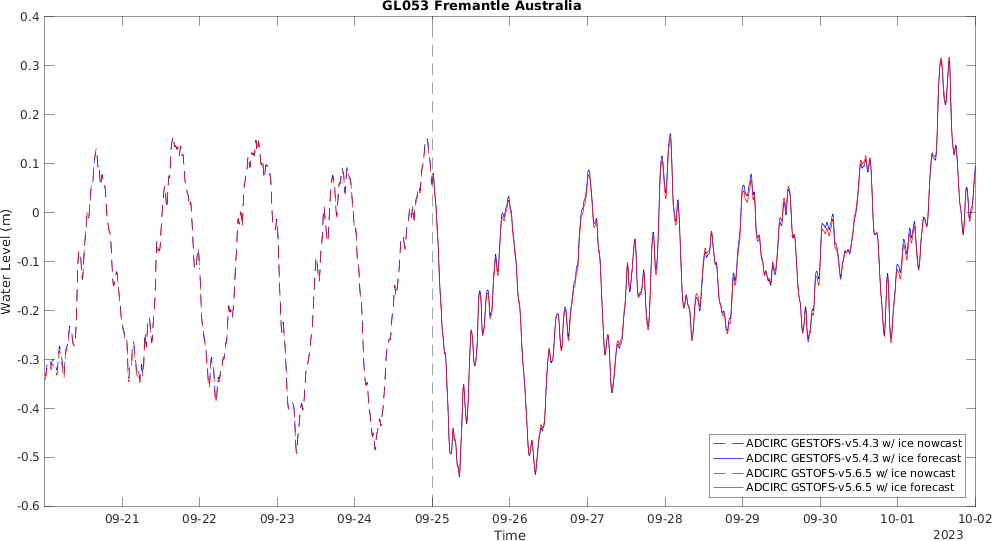 GL053 Fremantle Australia
0.4
0.3
0.2
0.1
0
-0.1
-0.2
-0.3
-0.4
-0.5
-0.6
Water Level (m)
ADCIRC GESTOFS-v5.4.3 w/ ice nowcast
ADCIRC GESTOFS-v5.4.3 w/ ice forecast
ADCIRC GSTOFS-v5.6.5 w/ ice nowcast
ADCIRC GSTOFS-v5.6.5 w/ ice forecast
09-21 09-22 09-23 09-24 09-25 09-26 09-27 09-28 09-29 09-30 10-01 10-02
Time
2023